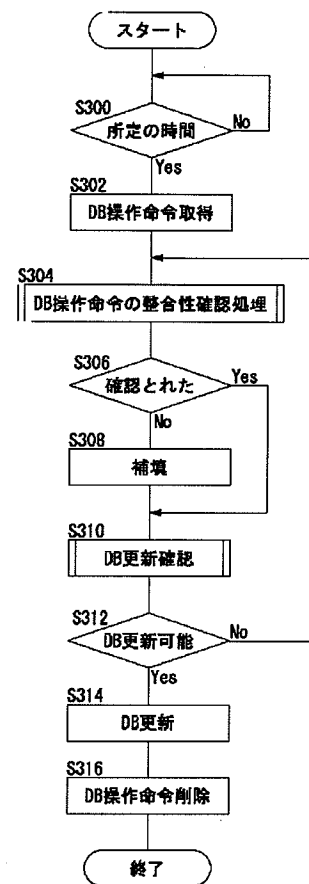 スタート
S300
所定の時間
No
Yes
S302
DB操作命令取得
S304
DB操作命令の整合性確認処理
S306
確認とれた
Yes
No
S308
補填
S310
DB更新確認
S312
DB更新可能
No
Yes
S314
DB更新
S316
DB操作命令削除
終了